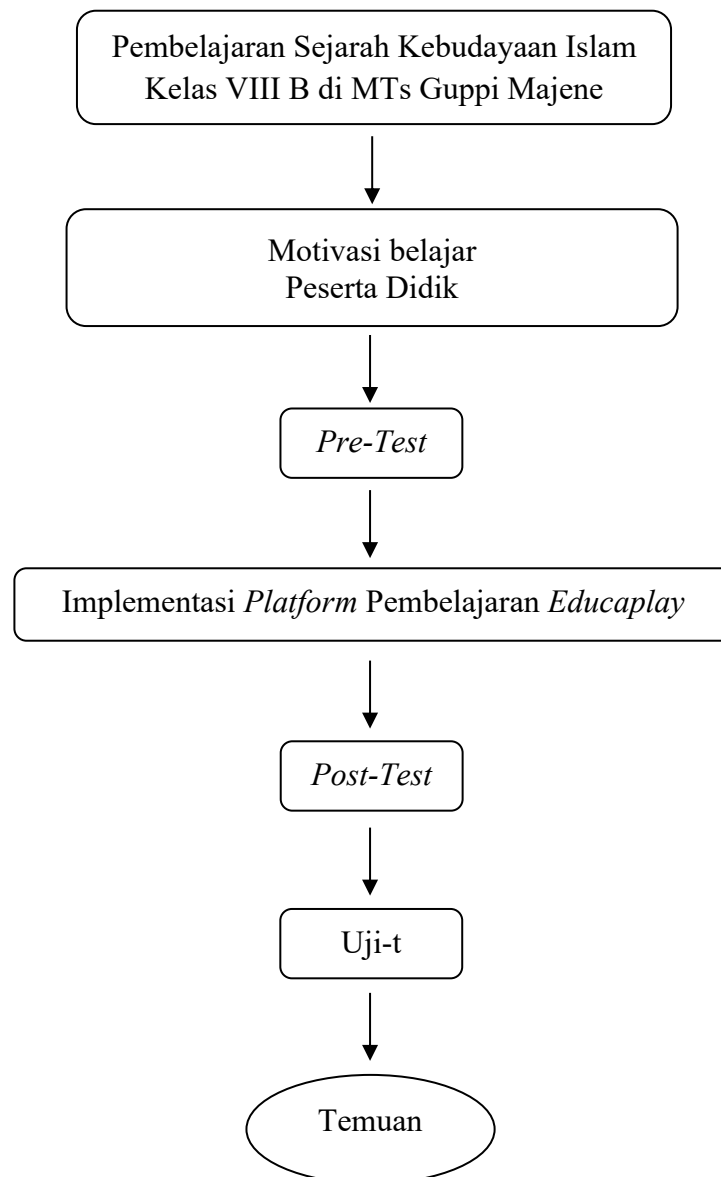 Pembelajaran Sejarah Kebudayaan Islam
Kelas VIII B di MTs Guppi Majene
Motivasi belajar
Peserta Didik
Pre-Test
Implementasi Platform Pembelajaran Educaplay
Post-Test
Uji-t
Temuan